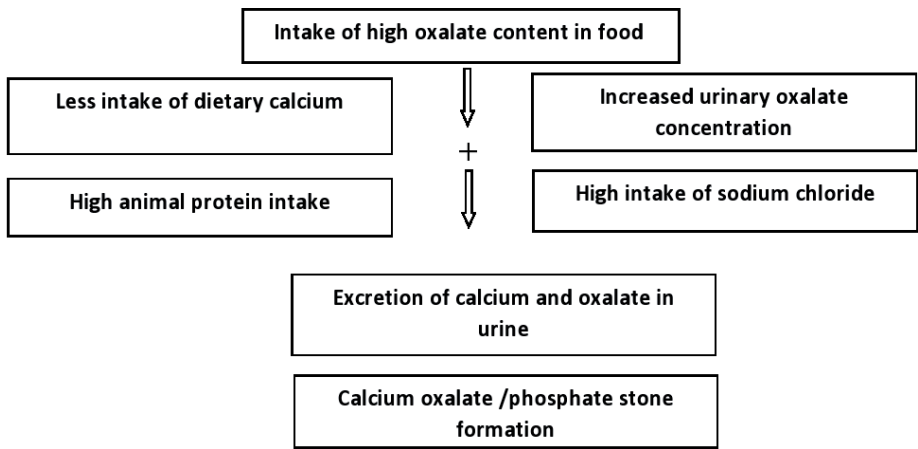 Intake of high oxalate content in food
Less intake of dietary calcium
Increased urinary oxalate
concentration
+
High animal protein intake
High intake of sodium chloride
Excretion of calcium and oxalate in
urine
Calcium oxalate /phosphate stone
formation